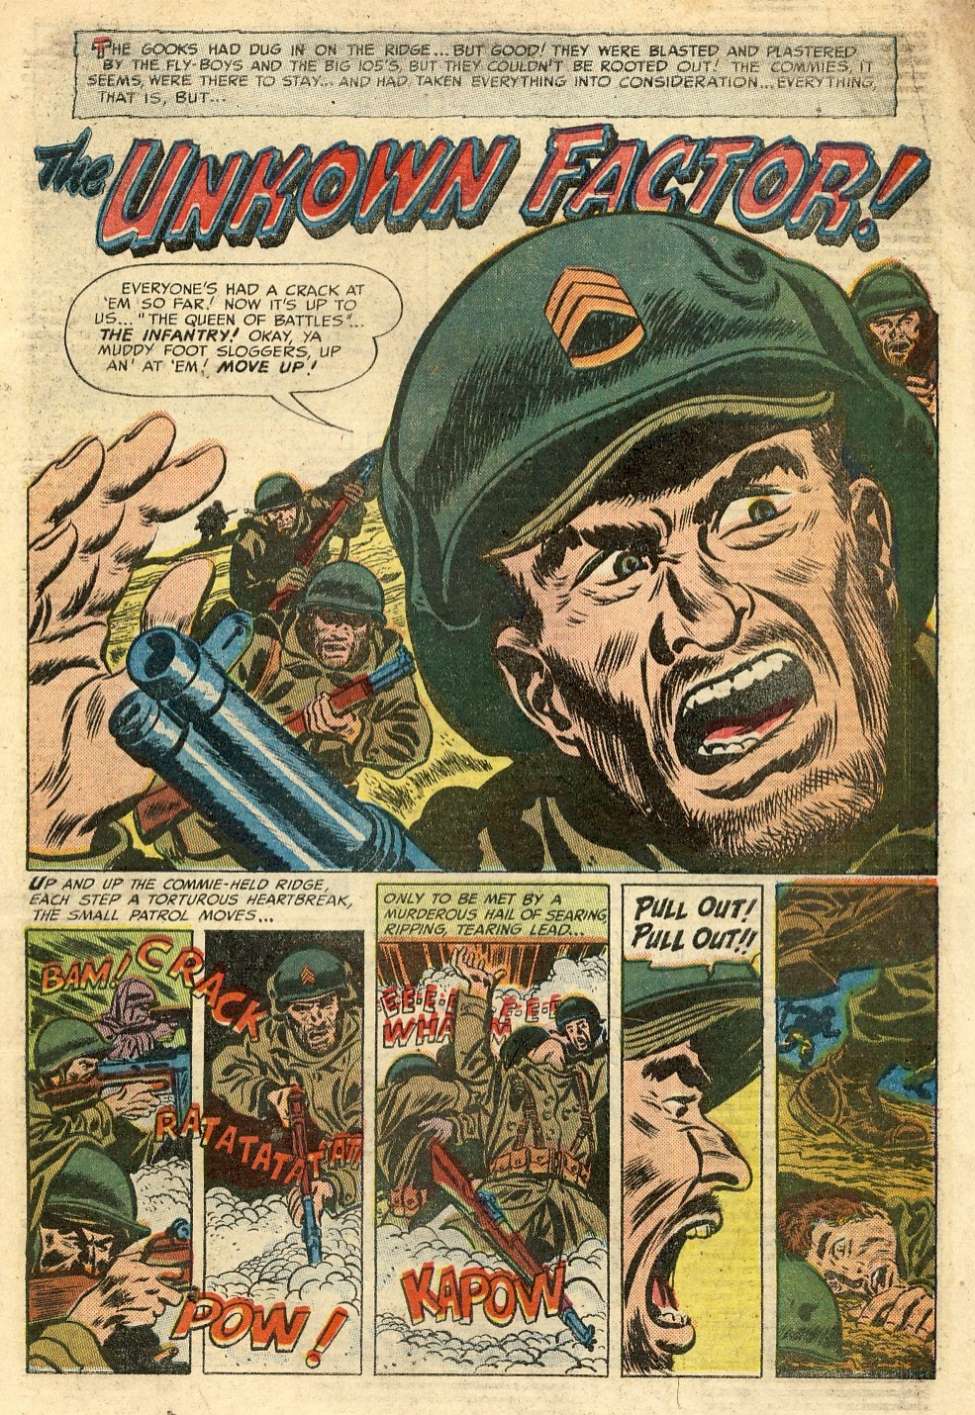 THE GOOKS HAD DUG IN ON THE RIDGE... BUT GOOD! THEY WERE BLASTED AND PLASTERED
BY THE FLY-BOYS AND THE BIG 105'S, BUT THEY COULDN'T BE ROOTED OUT! THE COMMIES, IT
SEEMS, WERE THERE TO STAY... AND HAD TAKEN EVERYTHING INTO CONSIDERATION... EVERYTHING,
THAT IS, BUT...
The UNKOWN FACTOR!
EVERYONE'S HAD A CRACK AT
'EM SO FAR! NOW IT'S UP TO
US... "THE QUEEN OF BATTLES"...
THE INFANTRY! OKAY, YA
MUDDY FOOT SLOGGERS, UP
AN' AT 'EM! MOVE UP!
UP AND UP THE COMMIE-HELD RIDGE,
EACH STEP A TORTUROUS HEARTBREAK,
THE SMALL PATROL MOVES...
BAM!
CRACK
RATATATATATAT
POW!
ONLY TO BE MET BY A
MURDEROUS HAIL OF SEARING,
RIPPING, TEARING LEAD...
KAPOW
PULL OUT!
PULL OUT!!